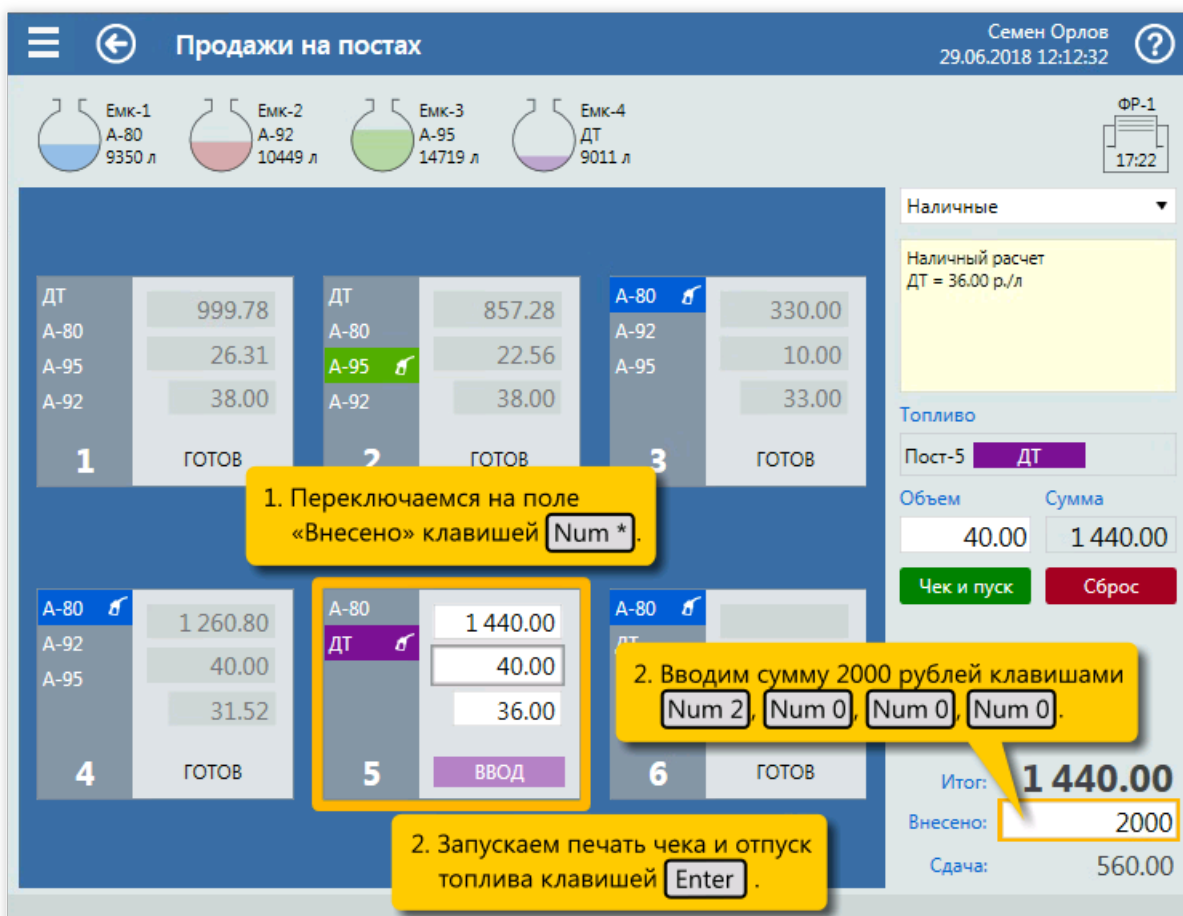 Продажи на постах
Семен Орлов
29.06.2018 12:12:32
?
Емк-1
А-80
9350 л
Емк-2
А-92
10449 л
Емк-3
А-95
14719 л
Емк-4
ДТ
9011 л
ФР-1
17:22
Наличные
Наличный расчет
ДТ = 36.00 р./л
ДТ
А-80
А-95
А-92
1
999.78
26.31
38.00
ГОТОВ
ДТ
А-80
А-95
А-92
2
857.28
22.56
38.00
ГОТОВ
А-80
А-92
А-95
3
330.00
10.00
33.00
ГОТОВ
Топливо
Пост-5 ДТ
Объем Сумма
40.00 1 440.00
Чек и пуск Сброс
1. Переключаемся на поле
«Внесено» клавишей Num *.
А-80
А-92
А-95
4
1 260.80
40.00
31.52
ГОТОВ
А-80
ДТ
5
1 440.00
40.00
36.00
ВВОД
А-80
ДТ
6
ГОТОВ
2. Вводим сумму 2000 рублей клавишами
Num 2, Num 0, Num 0, Num 0.
Итог: 1 440.00
Внесено: 2000
Сдача: 560.00
2. Запускаем печать чека и отпуск
топлива клавишей Enter .